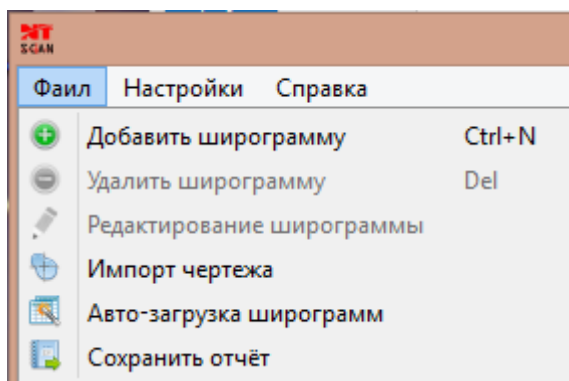 NT
SCAN
Фаил Настройки Справка
Добавить широграмму Ctrl+N
Удалить широграмму Del
Редактирование широграммы
Импорт чертежа
Авто-загрузка широграмм
Сохранить отчёт